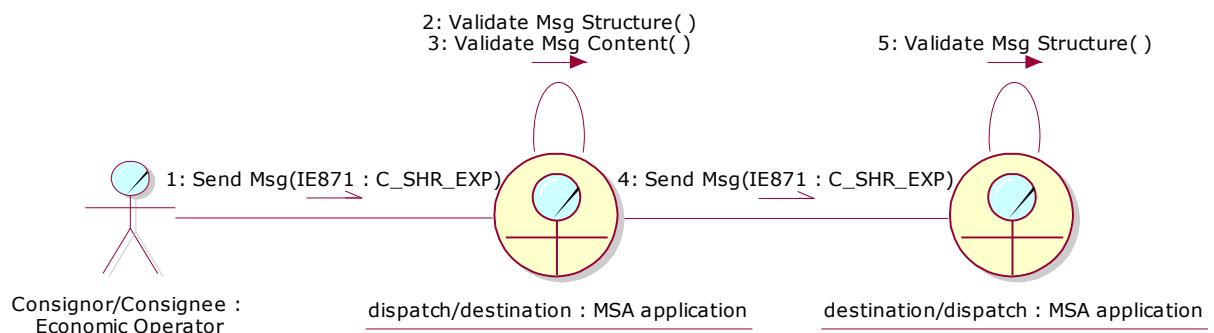 2: Validate Msg Structure( )
3: Validate Msg Content( )
5: Validate Msg Structure( )
1: Send Msg(IE871 : C_SHR_EXP)
4: Send Msg(IE871 : C_SHR_EXP)
Consignor/Consignee :
Economic Operator
dispatch/destination : MSA application
destination/dispatch : MSA application